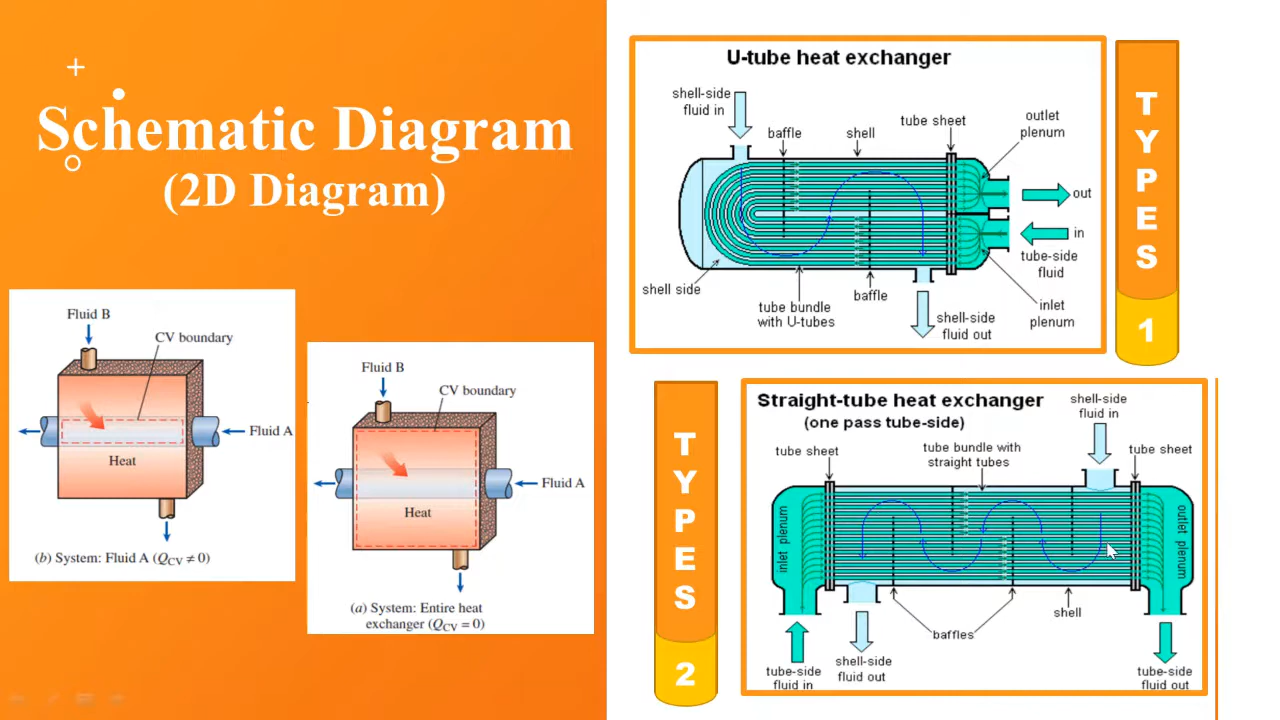 Schematic Diagram
(2D Diagram)
Fluid B
CV boundary
Fluid A
Heat
(b) System: Fluid A (QCV ≠ 0)
Fluid B
CV boundary
Fluid A
Heat
(a) System: Entire heat
exchanger (QCV = 0)
U-tube heat exchanger
shell-side
fluid in
baffle
shell
tube sheet
outlet
plenum
out
in
tube-side
fluid
inlet
plenum
shell side
tube bundle
with U-tubes
baffle
shell-side
fluid out
TYPES
1
TYPES
2
Straight-tube heat exchanger
(one pass tube-side)
shell-side
fluid in
tube sheet
tube bundle with
straight tubes
tube sheet
inlet plenum
outlet plenum
baffles
shell
tube-side
fluid in
shell-side
fluid out
tube-side
fluid out